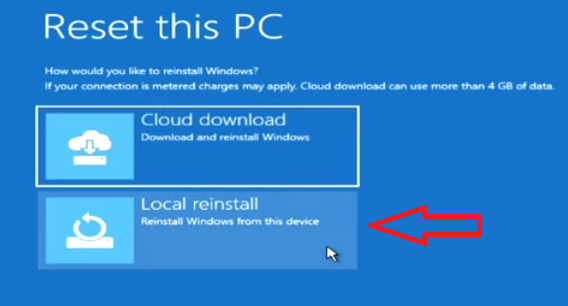 Reset this PC
How would you like to reinstall Windows?
If your connection is metered charges may apply. Cloud download can use more than 4 GB of data.
Cloud download
Download and reinstall Windows
Local reinstall
Reinstall Windows from this device